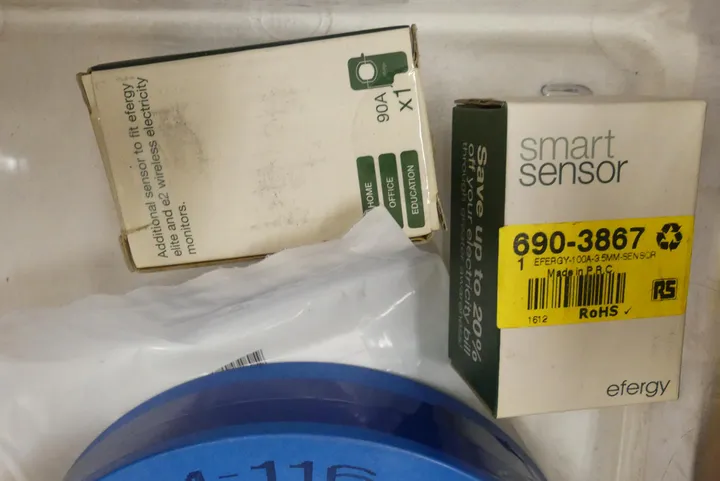 Additional sensor to fit efergy
elite and e2 wireless electricity
monitors.
90A
x1
HOME
OFFICE
EDUCATION
smart
sensor
Save up to 20%
off your electricity bill
690-3867
1 EFERGY-100A-3.5MM-SENSOR
Made in P.R.C
1612
RoHS ✓
RS
efergy
A-116